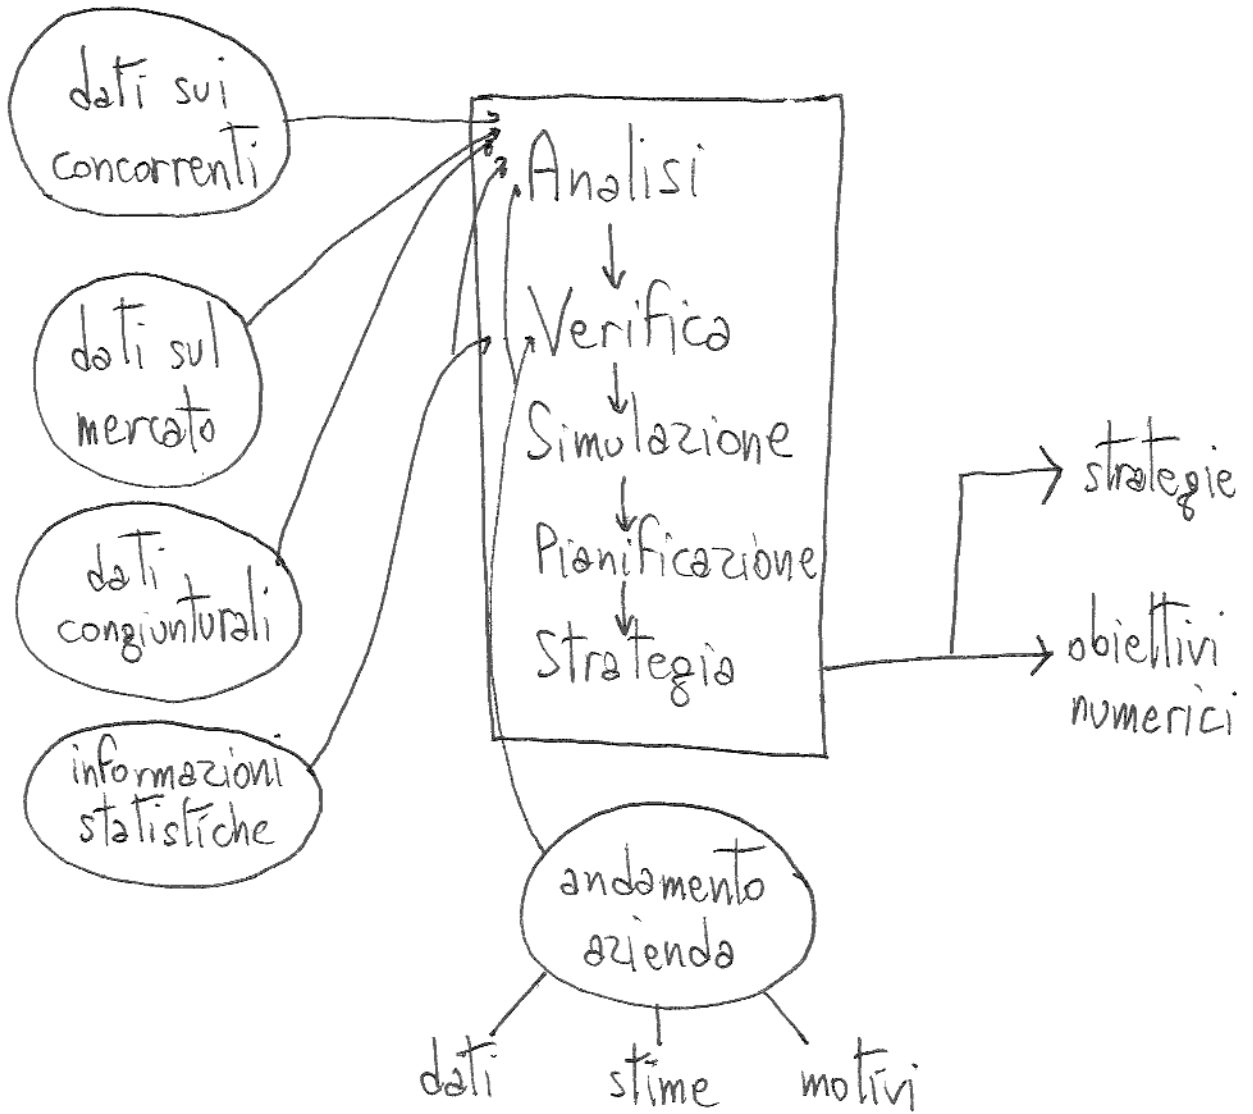 dati sui
concorrenti
dati sul
mercato
dati
congiunturali
informazioni
statistiche
Analisi
Verifica
Simulazione
Pianificazione
Strategia
strategie
obiettivi
numerici
andamento
azienda
dati
stime
motivi